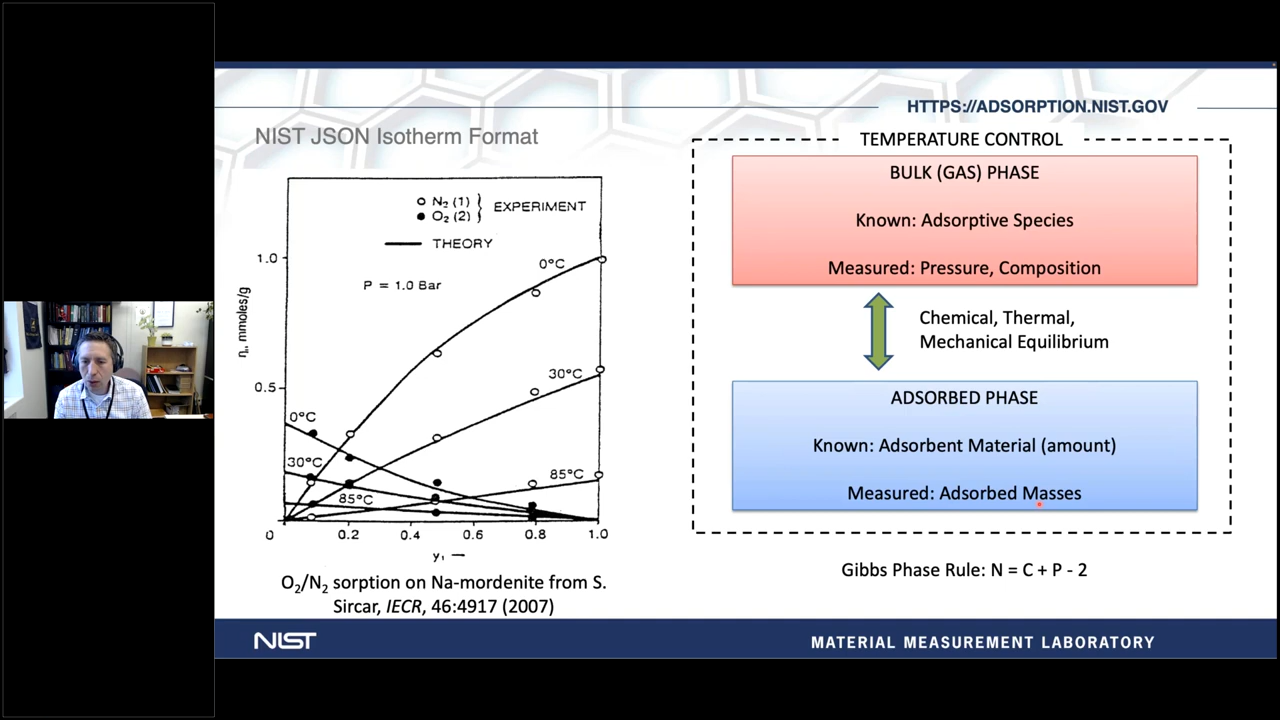 HTTPS://ADSORPTION.NIST.GOV
NIST JSON Isotherm Format
N₂ (1)
O₂ (2)
EXPERIMENT
THEORY
P = 1.0 Bar
0°C
30°C
85°C
0°C
30°C
85°C
1.0
0.5
0
0.2
0.4
0.6
0.8
1.0
n, mmoles/g
y₁
O₂/N₂ sorption on Na-mordenite from S.
Sircar, IECR, 46:4917 (2007)
TEMPERATURE CONTROL
BULK (GAS) PHASE
Known: Adsorptive Species
Measured: Pressure, Composition
Chemical, Thermal,
Mechanical Equilibrium
ADSORBED PHASE
Known: Adsorbent Material (amount)
Measured: Adsorbed Masses
Gibbs Phase Rule: N = C + P - 2
NIST
MATERIAL MEASUREMENT LABORATORY